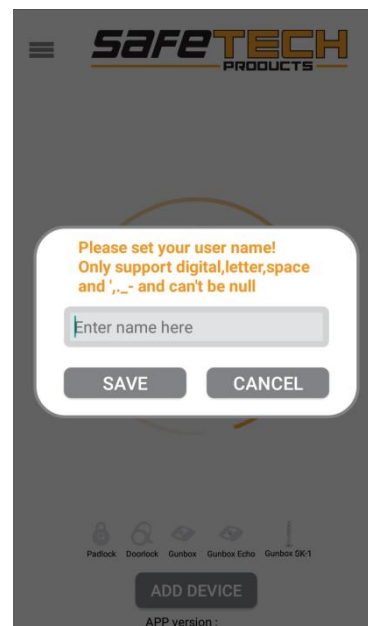 SAFETECH
PRODUCTS
Please set your user name!
Only support digital,letter,space
and ',._- and can't be null
Enter name here
SAVE CANCEL
Padlock Doorlock Gunbox Gunbox Echo Gunbox SK-1
ADD DEVICE
APP version :